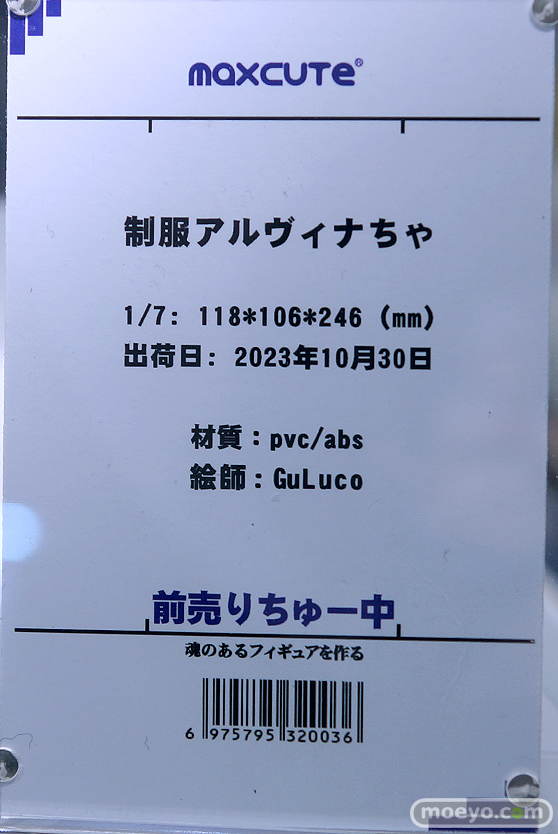 maxcute®
制服アルヴィナちゃ
1/7: 118*106*246 (mm)
出荷日: 2023年10月30日
材質:pvc/abs
絵師:GuLuco
前売りちゅー中
魂のあるフィギュアを作る
6 975795 320036
moeyo.com